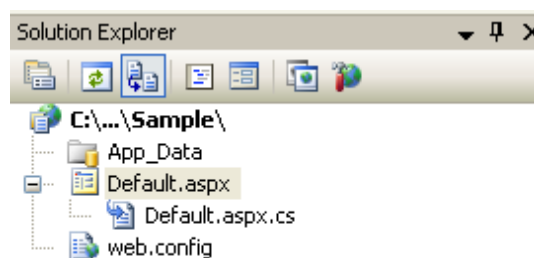 Solution Explorer
C:\...\Sample\
App_Data
Default.aspx
Default.aspx.cs
web.config